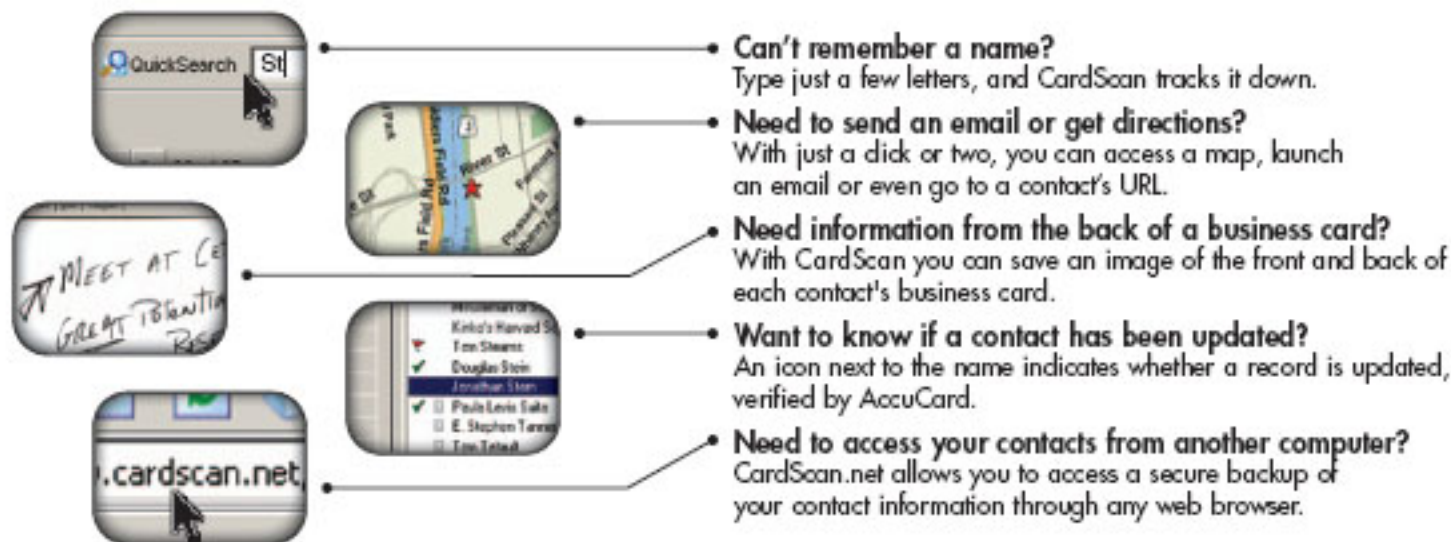 QuickSearch St
Can't remember a name?
Type just a few letters, and CardScan tracks it down.
River St
Need to send an email or get directions?
With just a click or two, you can access a map, launch
an email or even go to a contact's URL.
MEET AT
GREAT
Need information from the back of a business card?
With CardScan you can save an image of the front and back of
each contact's business card.
Kinko's Harvard
Tom Stearns
Douglas Stein
Jonathan Stern
Paula Levis Suita
E. Stephen
Tom
Want to know if a contact has been updated?
An icon next to the name indicates whether a record is updated,
verified by AccuCard.
.cardscan.net
Need to access your contacts from another computer?
CardScan.net allows you to access a secure backup of
your contact information through any web browser.